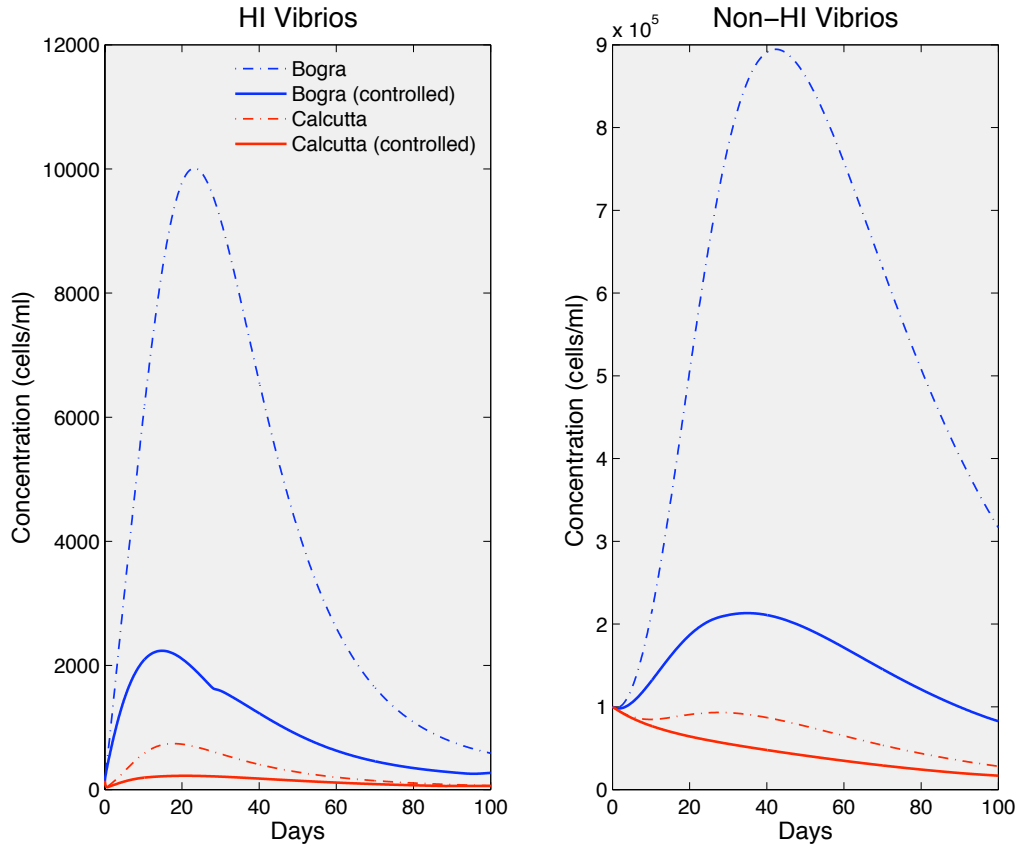 HI Vibrios
12000
10000
8000
6000
4000
2000
0
Concentration (cells/ml)
Bogra
Bogra (controlled)
Calcutta
Calcutta (controlled)
0 20 40 60 80 100
Days
Non-HI Vibrios
x 10^5
9
8
7
6
5
4
3
2
1
0
Concentration (cells/ml)
0 20 40 60 80 100
Days